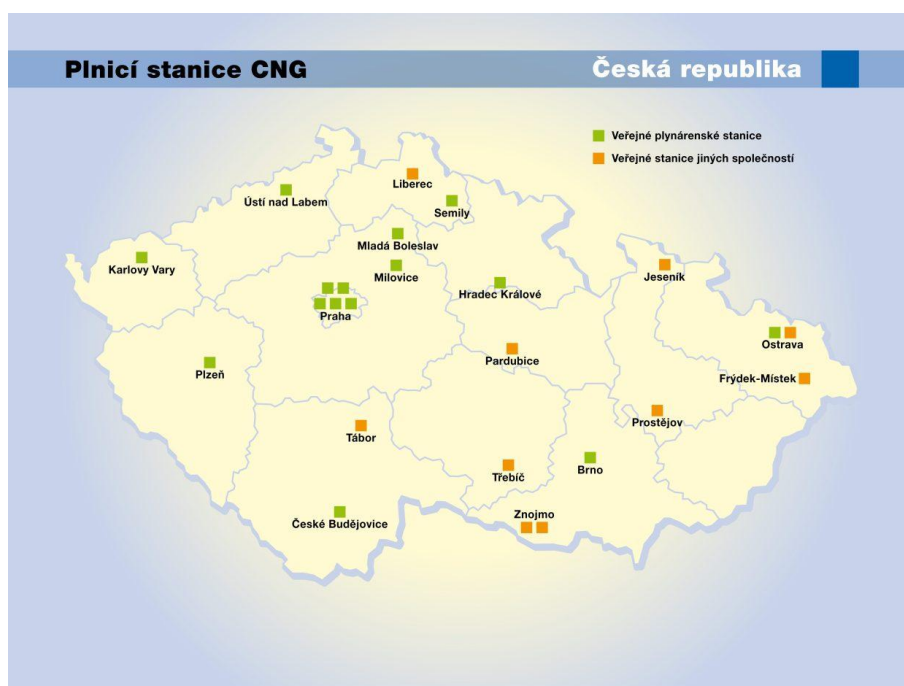 Plnicí stanice CNG
Česká republika
Veřejné plynárenské stanice
Veřejné stanice jiných společností
Liberec
Ústí nad Labem
Semily
Mladá Boleslav
Karlovy Vary
Milovice
Jeseník
Hradec Králové
Praha
Ostrava
Pardubice
Plzeň
Frýdek-Místek
Prostějov
Tábor
Třebíč
Brno
Znojmo
České Budějovice